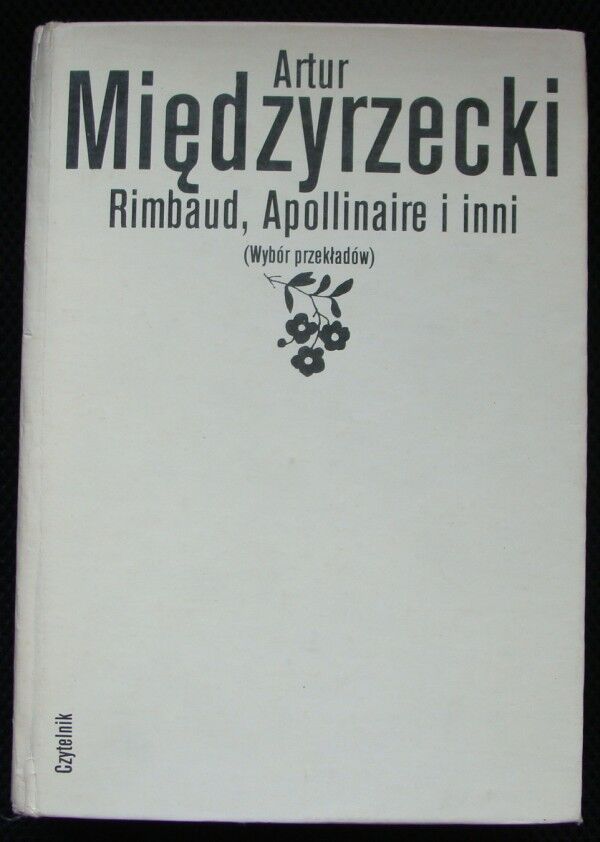 Artur
Międzyrzecki
Rimbaud, Apollinaire i inni
(Wybór przekładów)
Czytelnik